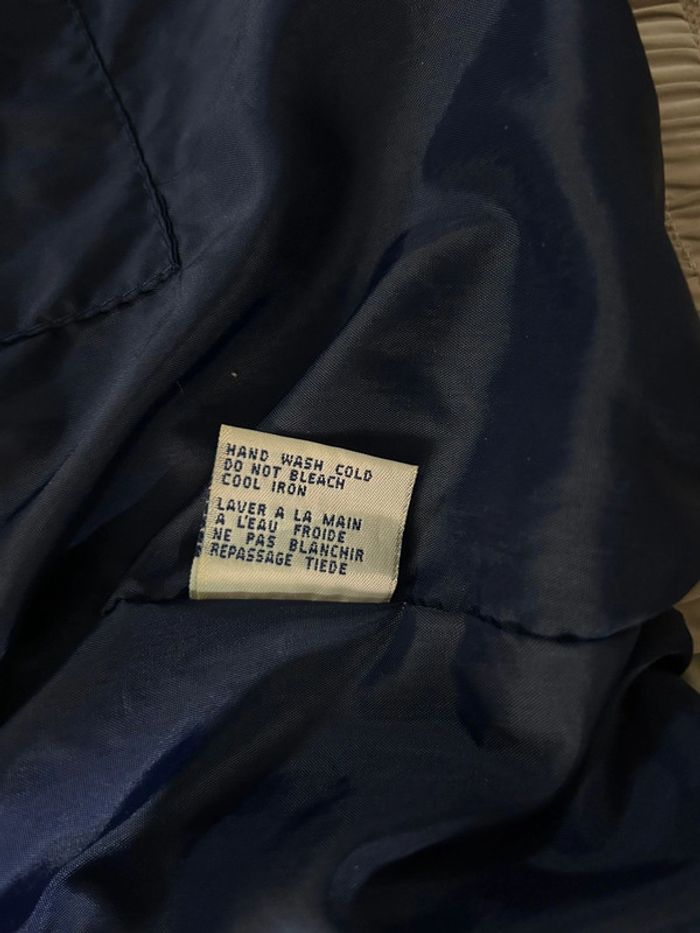 HAND WASH COLD
DO NOT BLEACH
COOL IRON
LAVER A LA MAIN
A L'EAU FROIDE
NE PAS BLANCHIR
REPASSAGE TIEDE